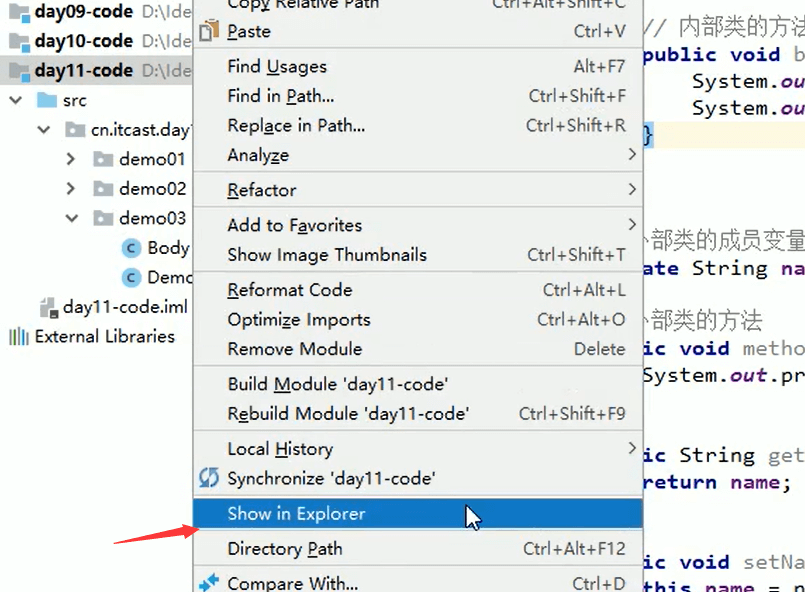 day09-code D:\Ide
day10-code D:\Ide
day11-code D:\Ide
src
cn.itcast.day
demo01
demo02
demo03
Body
Demo
day11-code.iml
External Libraries
Copy Relative Path Ctrl+Alt+Shift+C
Paste Ctrl+V
Find Usages Alt+F7
Find in Path... Ctrl+Shift+F
Replace in Path... Ctrl+Shift+R
Analyze
Refactor
Add to Favorites
Show Image Thumbnails Ctrl+Shift+T
Reformat Code Ctrl+Alt+L
Optimize Imports Ctrl+Alt+O
Remove Module Delete
Build Module 'day11-code'
Rebuild Module 'day11-code' Ctrl+Shift+F9
Local History
Synchronize 'day11-code'
Show in Explorer
Directory Path Ctrl+Alt+F12
Compare With... Ctrl+D
// 内部类的方法
public void b
System.ou
System.ou
}
部类的成员变量
ate String na
部类的方法
ic void metho
System.out.pr
ic String get
return name;
ic void setNa
this name = n